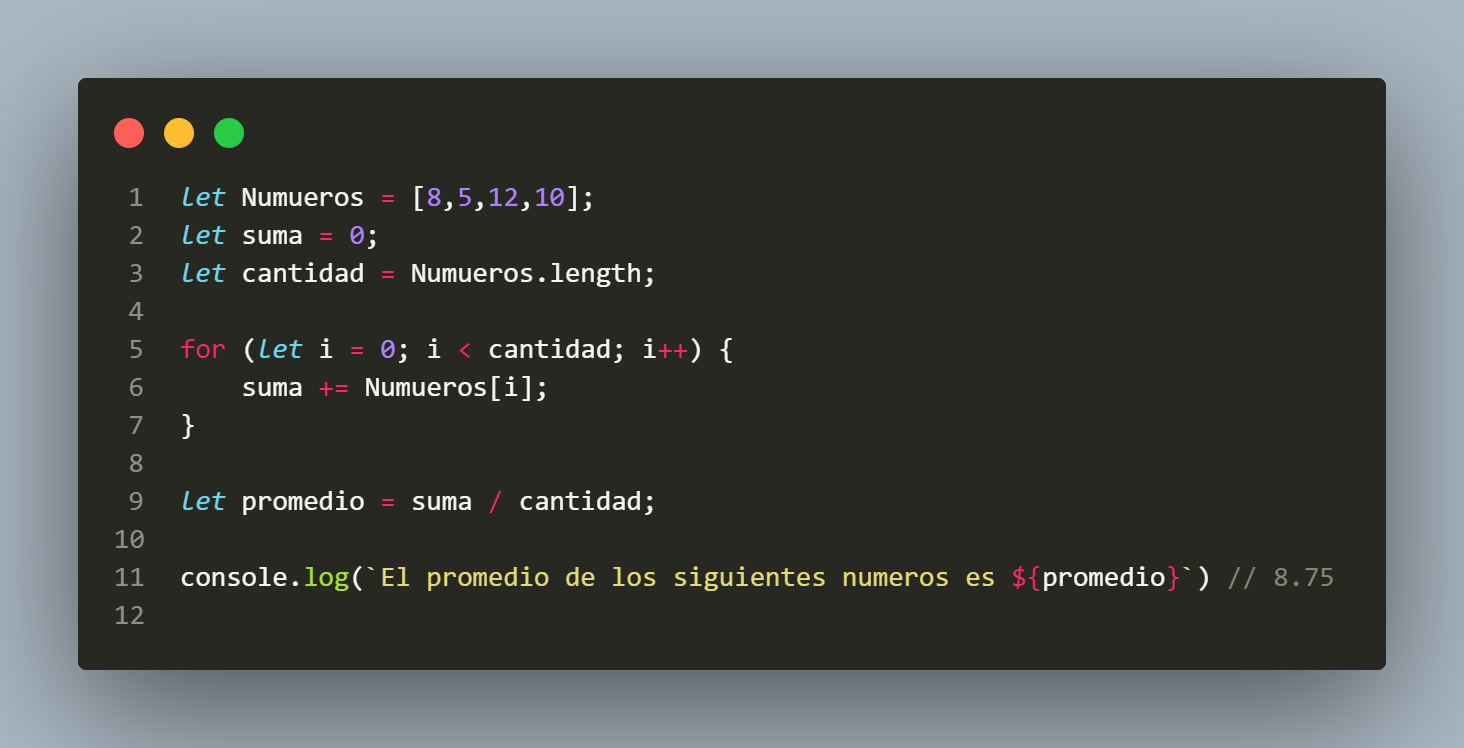 1 let Numueros = [8,5,12,10];
2 let suma = 0;
3 let cantidad = Numueros.length;
4
5 for (let i = 0; i < cantidad; i++) {
6     suma += Numueros[i];
7 }
8
9 let promedio = suma / cantidad;
10
11 console.log(`El promedio de los siguientes numeros es ${promedio}`) // 8.75
12